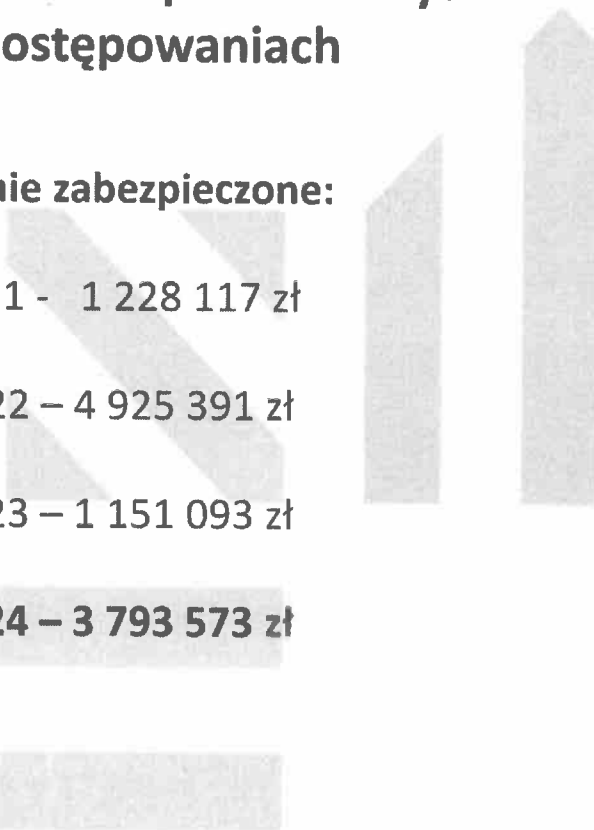 ostępowaniach
nie zabezpieczone:
1 - 1 228 117 zł
22 – 4 925 391 zł
23 – 1 151 093 zł
24 – 3 793 573 zł